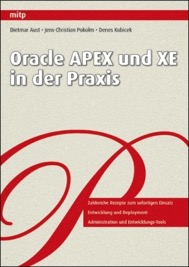 mitp
Dietmar Aust · Jens-Christian Pokolm · Denes Kubicek
Oracle APEX und XE
in der Praxis
Zahlreiche Rezepte zum sofortigen Einsatz
Entwicklung und Deployment
Administration und Entwicklungs-Tools